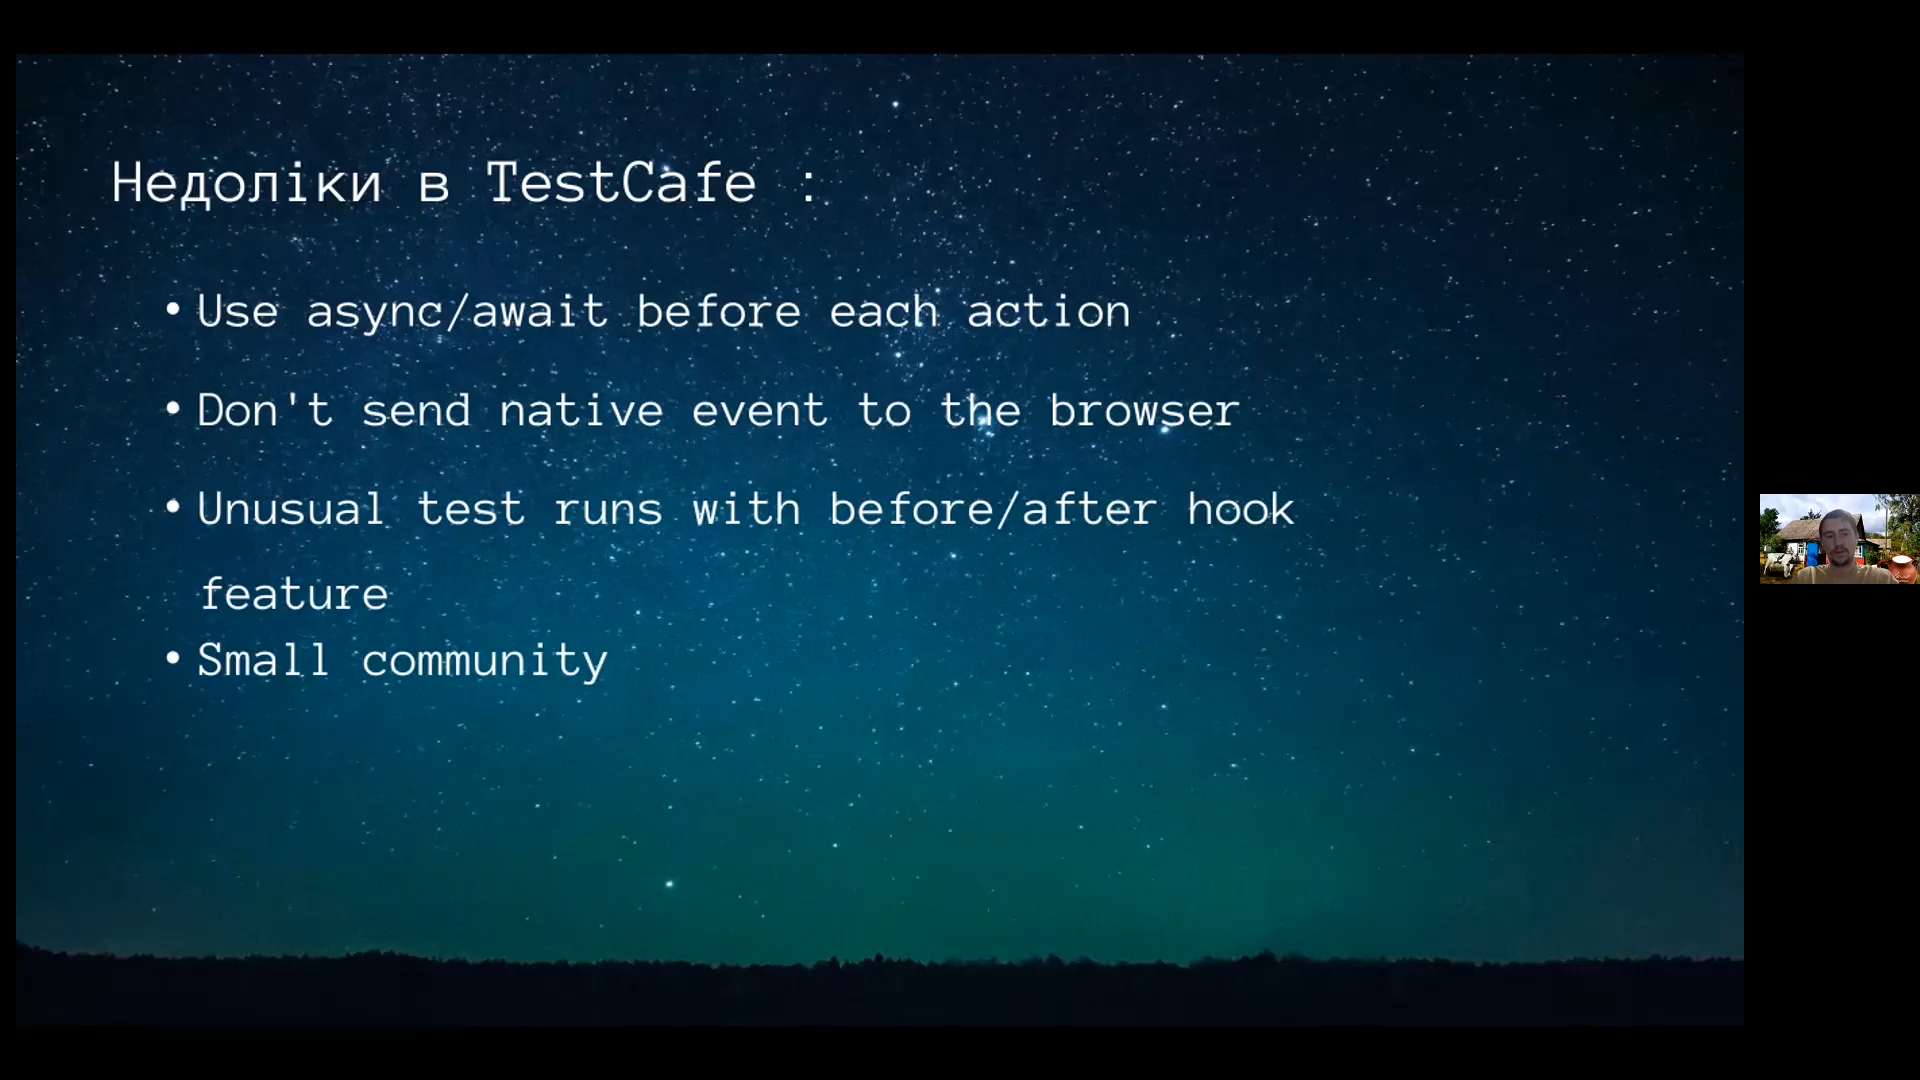 Недоліки в TestCafe :
• Use async/await before each action
• Don't send native event to the browser
• Unusual test runs with before/after hook
feature
• Small community